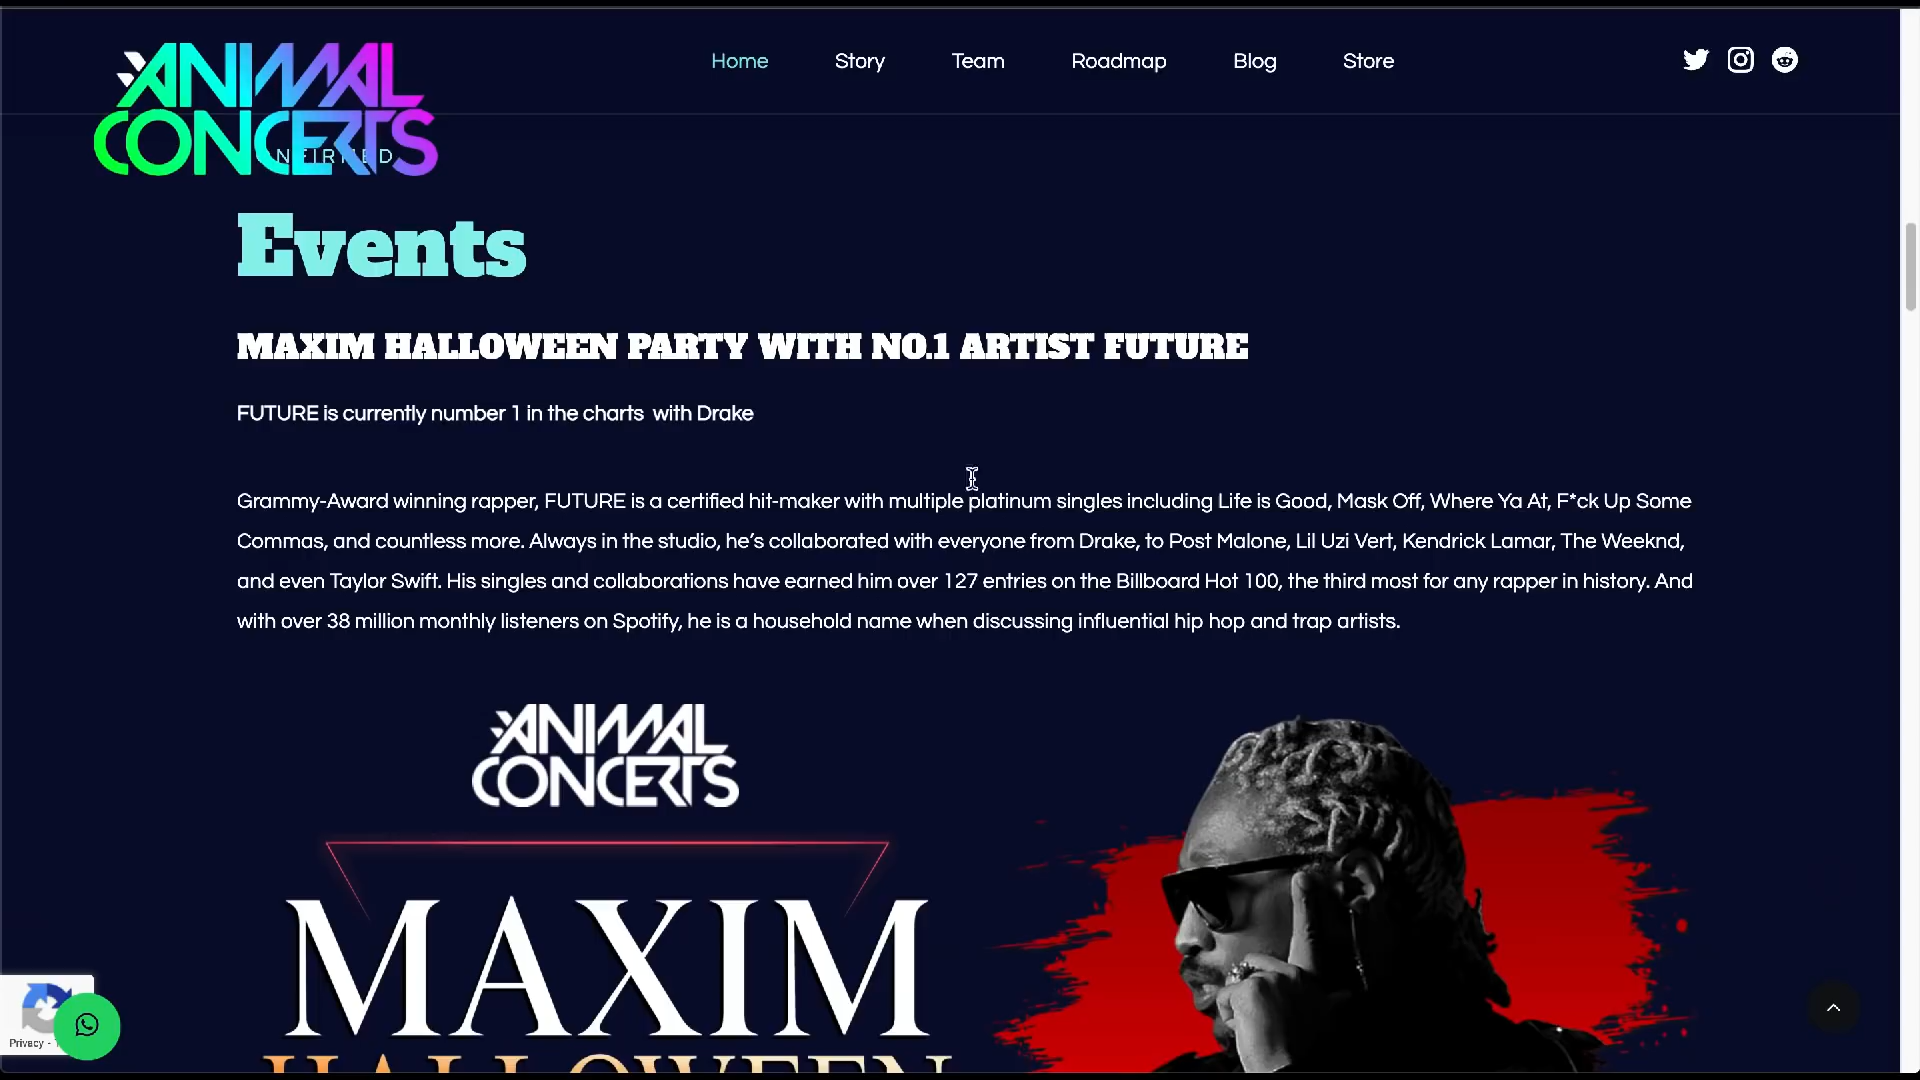 ANIMAL
CONCERTS
Home
Story
Team
Roadmap
Blog
Store
Events
MAXIM HALLOWEEN PARTY WITH NO.1 ARTIST FUTURE
FUTURE is currently number 1 in the charts with Drake
Grammy-Award winning rapper, FUTURE is a certified hit-maker with multiple platinum singles including Life is Good, Mask Off, Where Ya At, F*ck Up Some
Commas, and countless more. Always in the studio, he’s collaborated with everyone from Drake, to Post Malone, Lil Uzi Vert, Kendrick Lamar, The Weeknd,
and even Taylor Swift. His singles and collaborations have earned him over 127 entries on the Billboard Hot 100, the third most for any rapper in history. And
with over 38 million monthly listeners on Spotify, he is a household name when discussing influential hip hop and trap artists.
ANIMAL
CONCERTS
MAXIM
HALLOWEEN
Privacy -